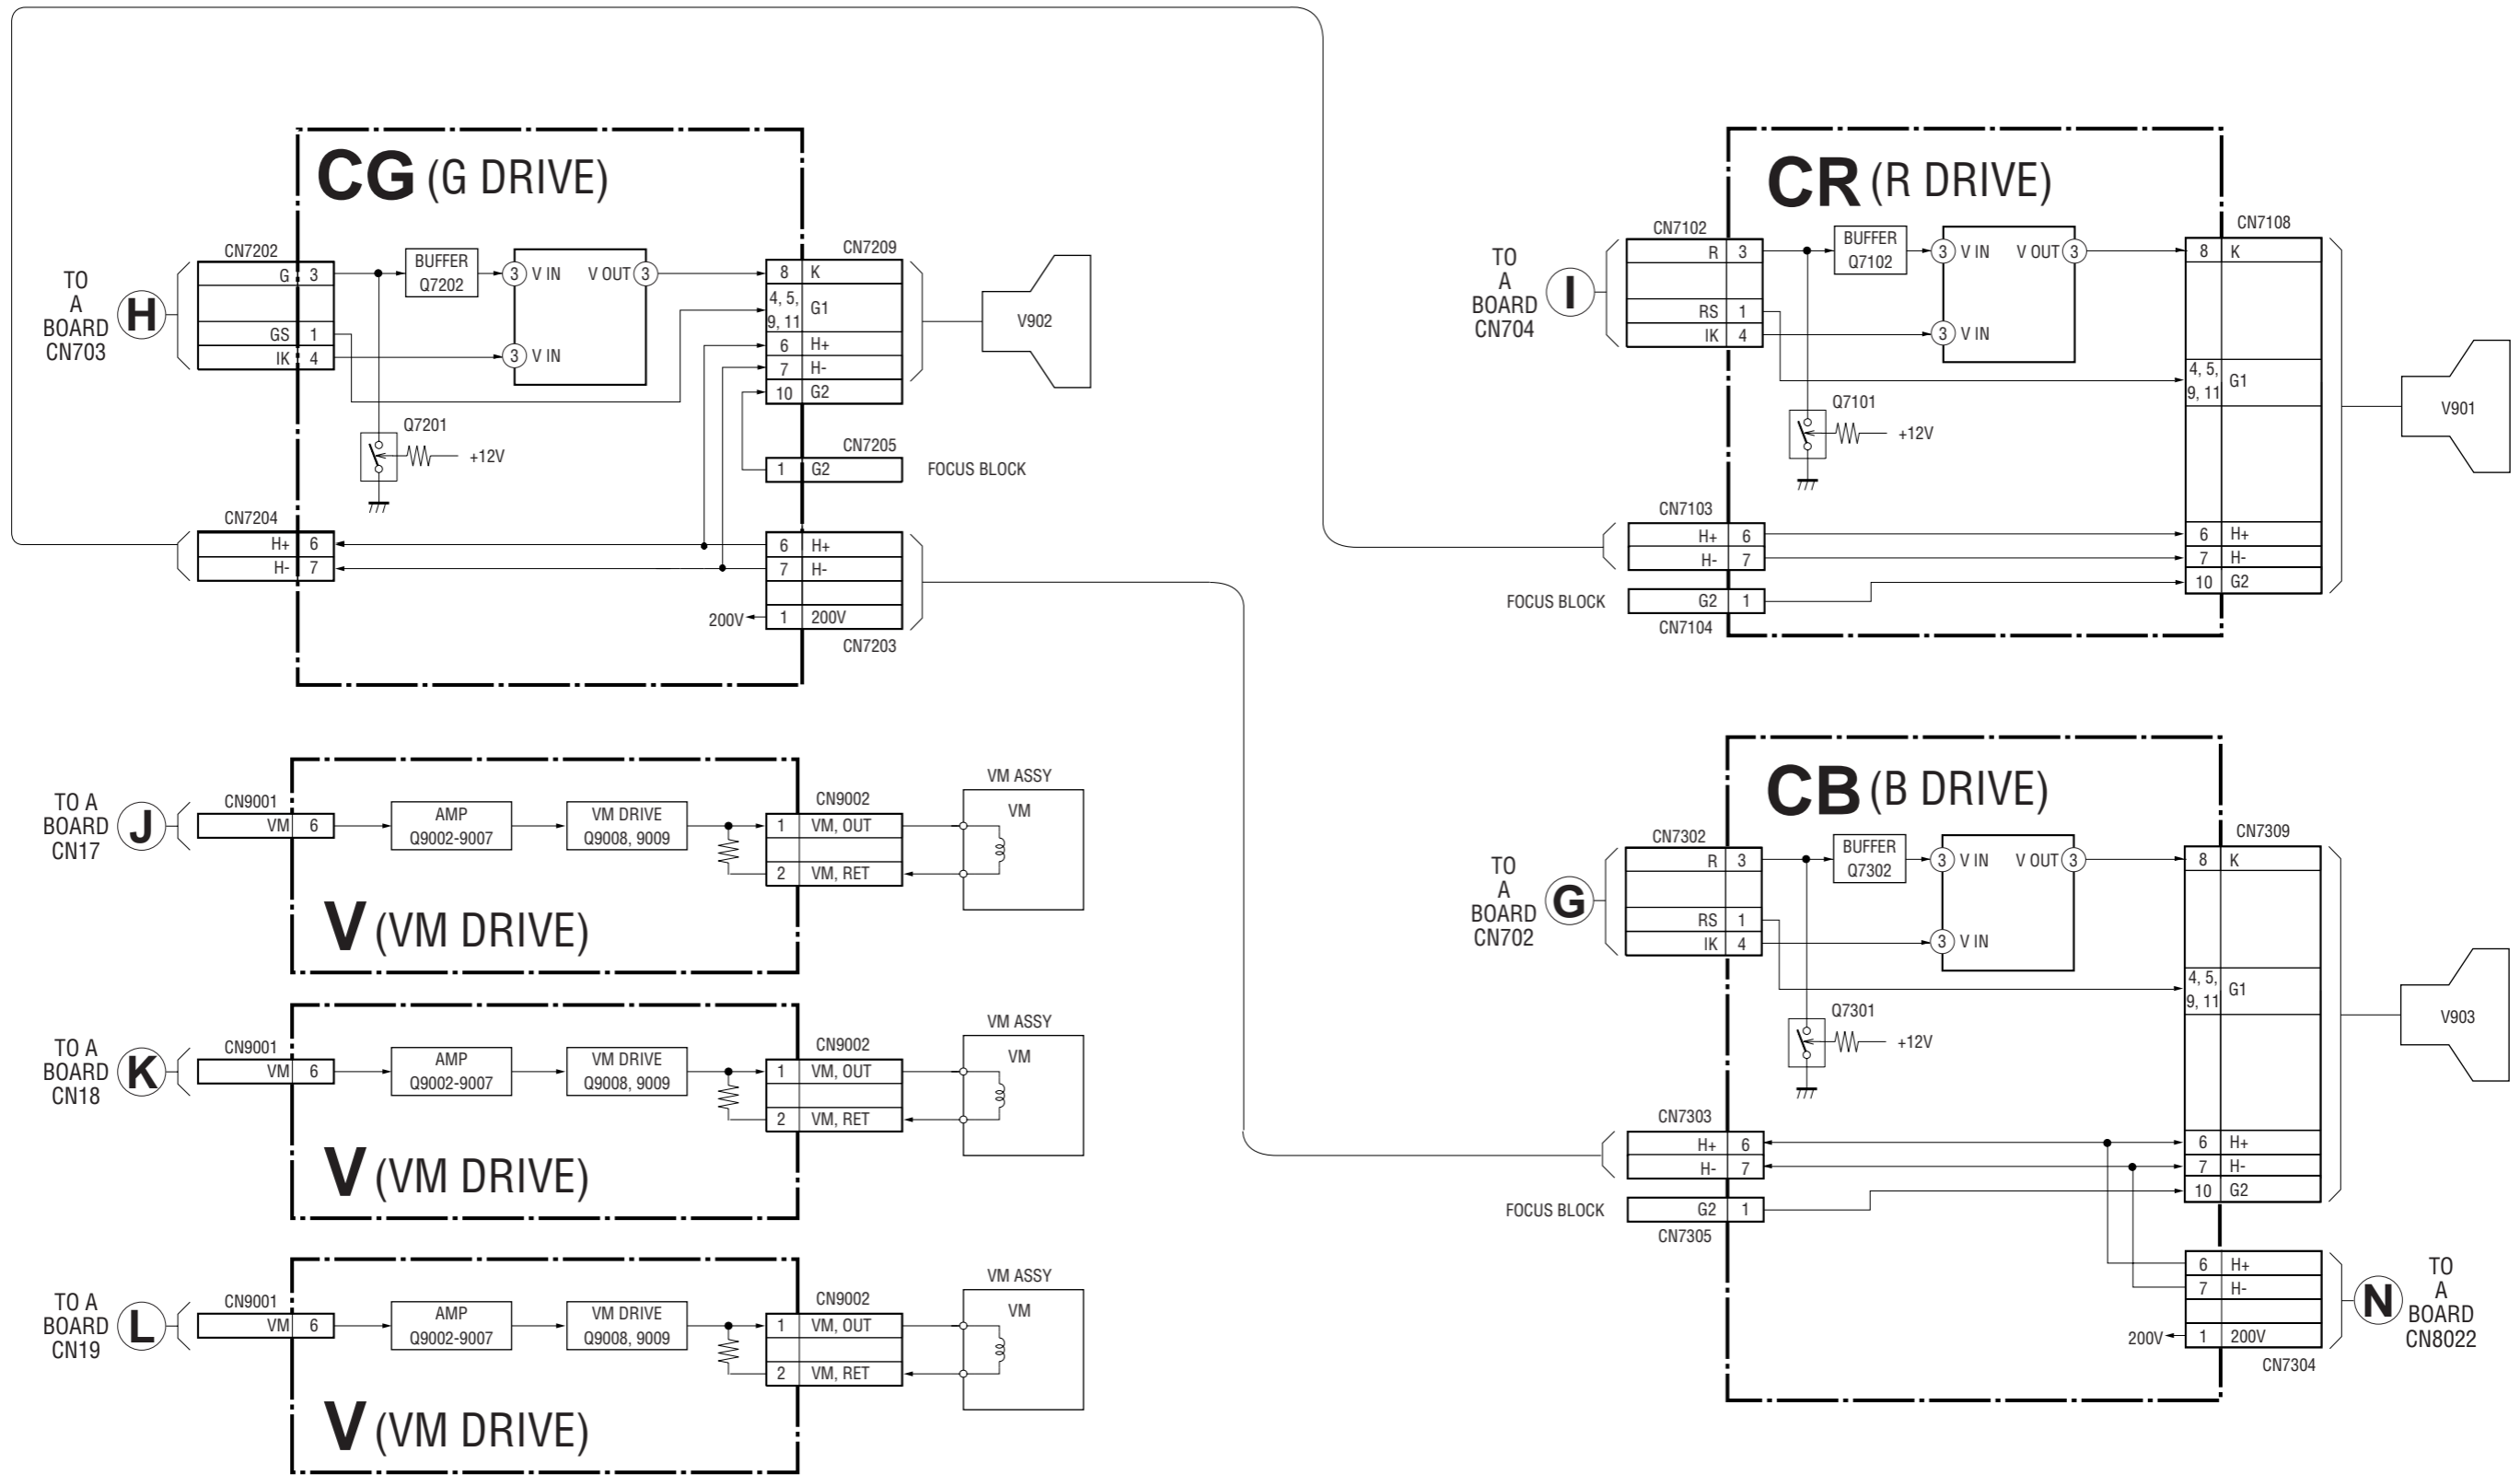 CG (G DRIVE)
TO
A
BOARD
CN703
H
CN7202
G 3
GS 1
IK 4
BUFFER
Q7202
3 V IN
V OUT 3
3 V IN
Q7201
+12V
CN7209
8 K
4, 5,
9, 11
G1
6 H+
7 H-
10 G2
V902
CN7205
1 G2
FOCUS BLOCK
CN7204
H+ 6
H- 7
6 H+
7 H-
200V
1 200V
CN7203
CR (R DRIVE)
TO
A
BOARD
CN704
I
CN7102
R 3
RS 1
IK 4
BUFFER
Q7102
3 V IN
V OUT 3
3 V IN
Q7101
+12V
CN7108
8 K
4, 5,
9, 11
G1
6 H+
7 H-
10 G2
V901
CN7103
H+ 6
H- 7
FOCUS BLOCK
G2 1
CN7104
TO A
BOARD
CN17
J
CN9001
VM 6
AMP
Q9002-9007
VM DRIVE
Q9008, 9009
CN9002
1 VM, OUT
2 VM, RET
VM ASSY
VM
V (VM DRIVE)
TO A
BOARD
CN18
K
CN9001
VM 6
AMP
Q9002-9007
VM DRIVE
Q9008, 9009
CN9002
1 VM, OUT
2 VM, RET
VM ASSY
VM
V (VM DRIVE)
TO A
BOARD
CN19
L
CN9001
VM 6
AMP
Q9002-9007
VM DRIVE
Q9008, 9009
CN9002
1 VM, OUT
2 VM, RET
VM ASSY
VM
V (VM DRIVE)
CB (B DRIVE)
TO
A
BOARD
CN702
G
CN7302
R 3
RS 1
IK 4
BUFFER
Q7302
3 V IN
V OUT 3
3 V IN
Q7301
+12V
CN7309
8 K
4, 5,
9, 11
G1
6 H+
7 H-
10 G2
V903
CN7303
H+ 6
H- 7
FOCUS BLOCK
G2 1
CN7305
6 H+
7 H-
200V
1 200V
CN7304
N
TO
A
BOARD
CN8022